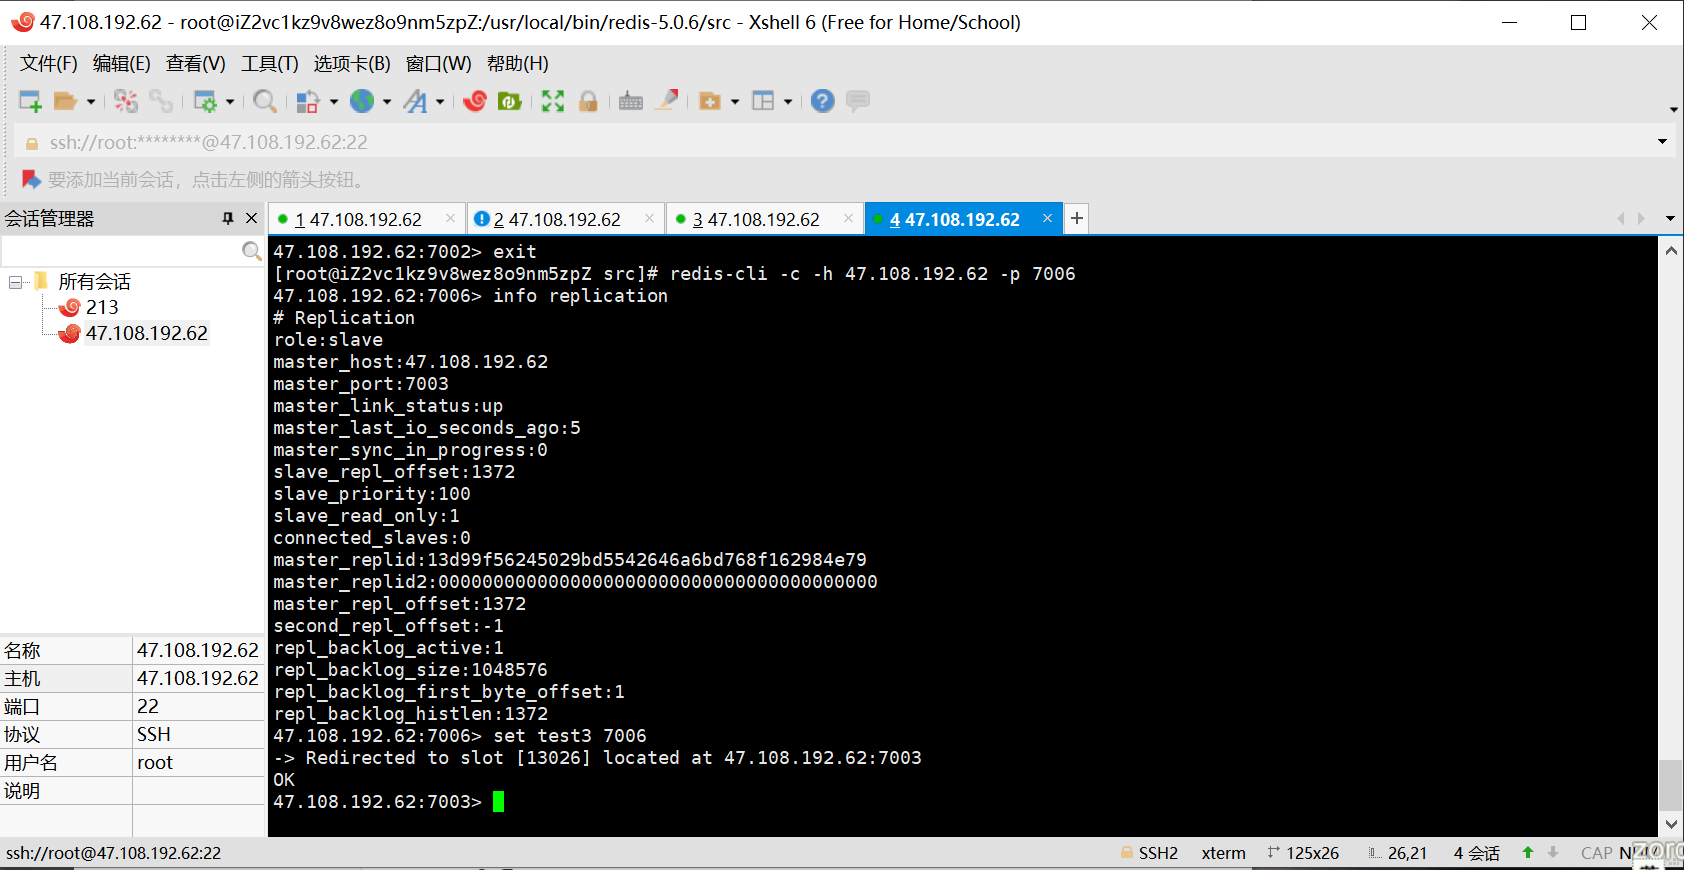 47.108.192.62 - root@iZ2vc1kz9v8wez8o9nm5zpZ:/usr/local/bin/redis-5.0.6/src - Xshell 6 (Free for Home/School)
文件(F) 编辑(E) 查看(V) 工具(T) 选项卡(B) 窗口(W) 帮助(H)
ssh://root:********@47.108.192.62:22
要添加当前会话，点击左侧的箭头按钮。
会话管理器
1 47.108.192.62
2 47.108.192.62
3 47.108.192.62
4 47.108.192.62
所有会话
213
47.108.192.62
名称 47.108.192.62
主机 47.108.192.62
端口 22
协议 SSH
用户名 root
说明
47.108.192.62:7002> exit
[root@iZ2vc1kz9v8wez8o9nm5zpZ src]# redis-cli -c -h 47.108.192.62 -p 7006
47.108.192.62:7006> info replication
# Replication
role:slave
master_host:47.108.192.62
master_port:7003
master_link_status:up
master_last_io_seconds_ago:5
master_sync_in_progress:0
slave_repl_offset:1372
slave_priority:100
slave_read_only:1
connected_slaves:0
master_replid:13d99f56245029bd5542646a6bd768f162984e79
master_replid2:0000000000000000000000000000000000000000
master_repl_offset:1372
second_repl_offset:-1
repl_backlog_active:1
repl_backlog_size:1048576
repl_backlog_first_byte_offset:1
repl_backlog_histlen:1372
47.108.192.62:7006> set test3 7006
-> Redirected to slot [13026] located at 47.108.192.62:7003
OK
47.108.192.62:7003>
ssh://root@47.108.192.62:22
SSH2 xterm 125x26 26,21 4 会话 CAP